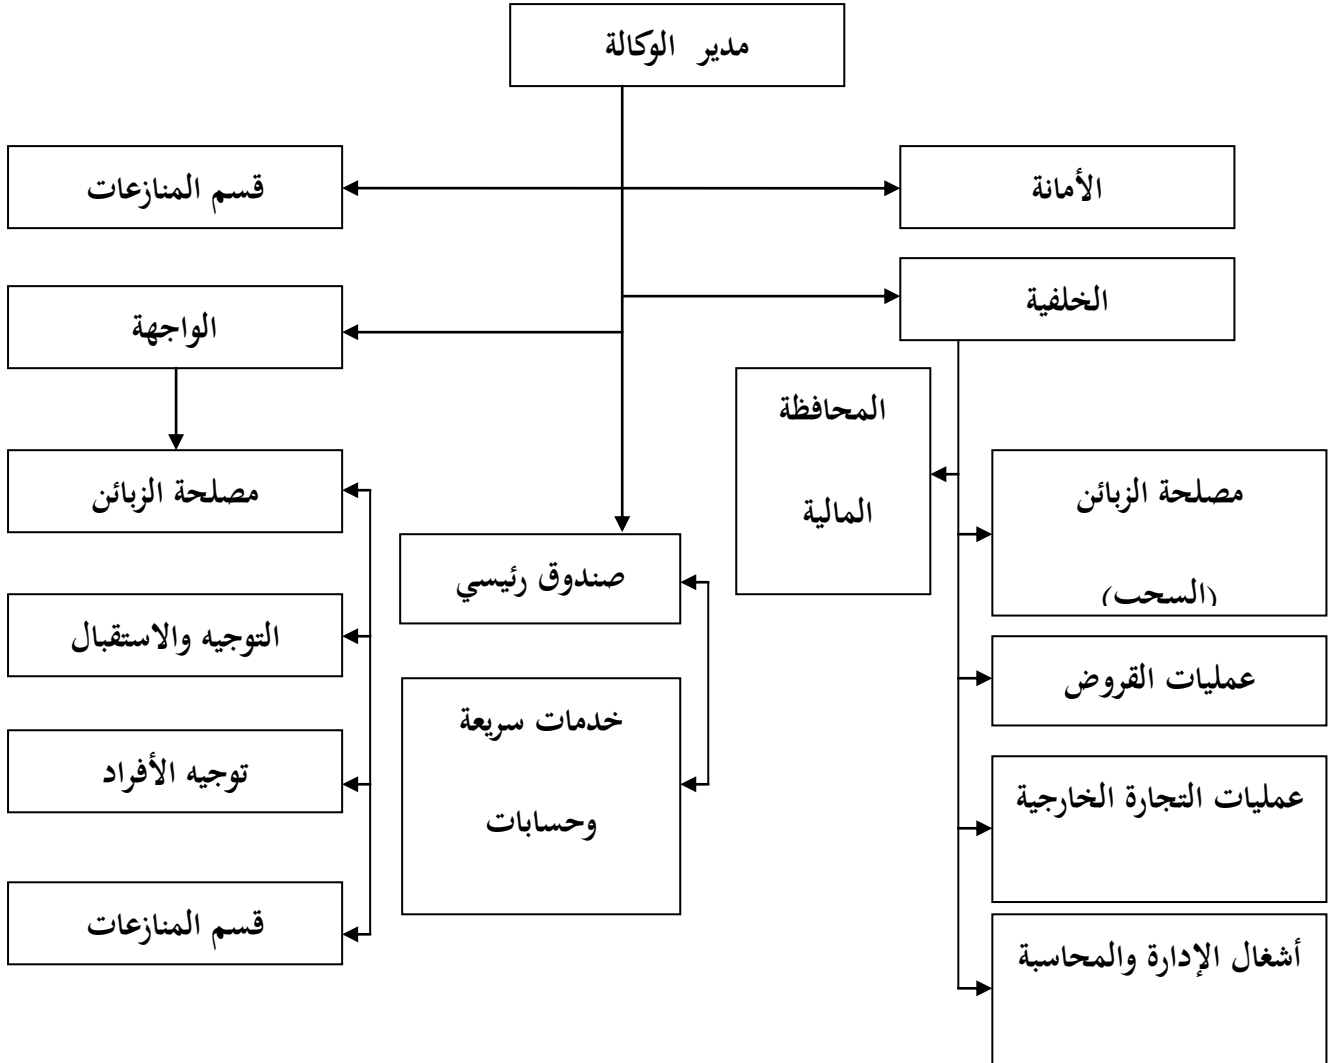 مدير الوكالة
الأمانة
قسم المنازعات
الخلفية
الواجهة
المحافظة
المالية
مصلحة الزبائن
(السحب)
مصلحة الزبائن
صندوق رئيسي
التوجيه والاستقبال
عمليات القروض
خدمات سريعة
وحسابات
توجيه الأفراد
عمليات التجارة الخارجية
قسم المنازعات
أشغال الإدارة والمحاسبة